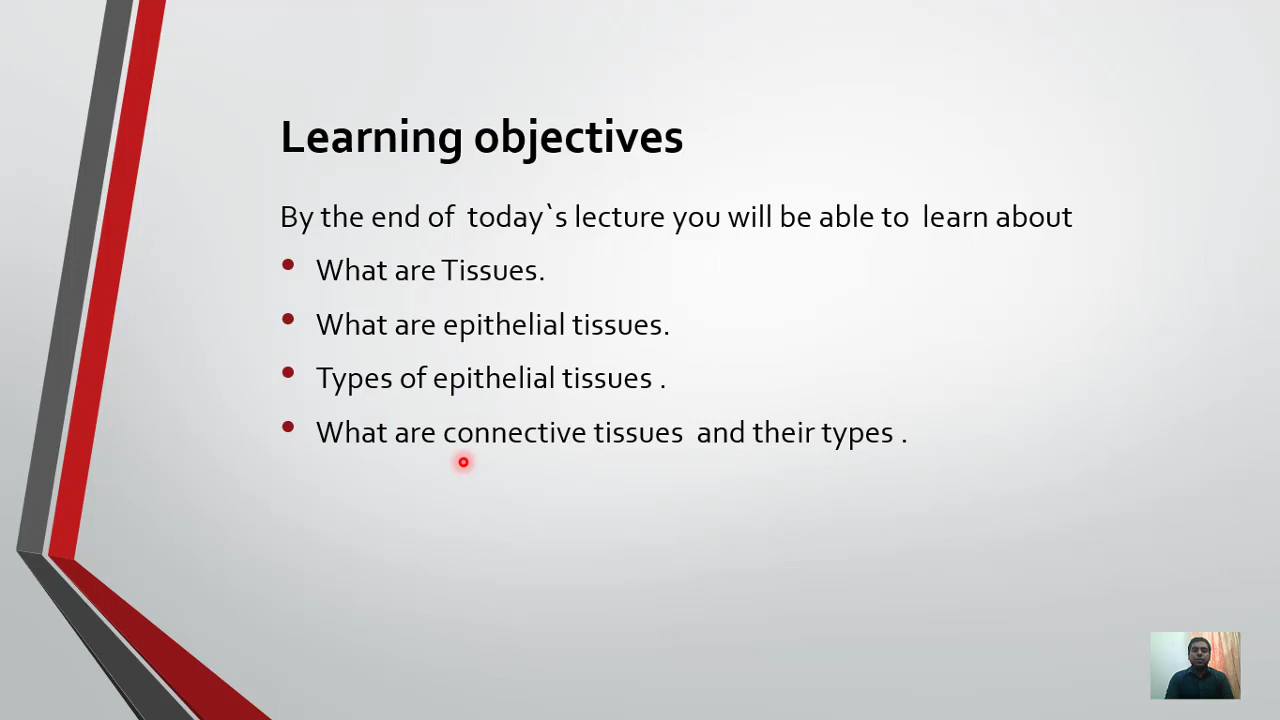 Learning objectives
By the end of today`s lecture you will be able to learn about
• What are Tissues.
• What are epithelial tissues.
• Types of epithelial tissues .
• What are connective tissues and their types .